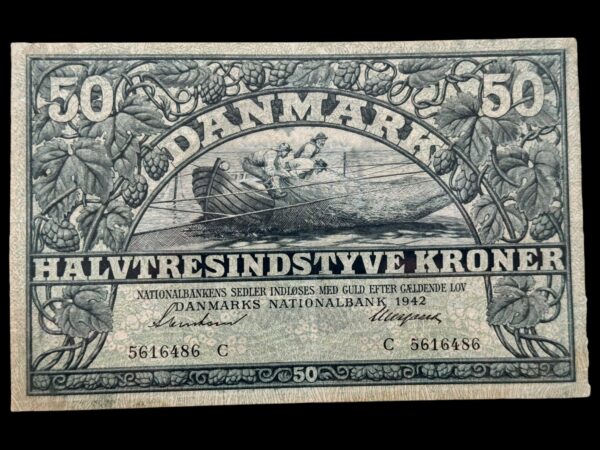 50 50
DANMARK
HALVTRESINDSTYVE KRONER
NATIONALBANKENS SEDLER INDLØSES MED GULD EFTER GÆLDENDE LOV
DANMARKS NATIONALBANK 1942
5616486 C C 5616486
50